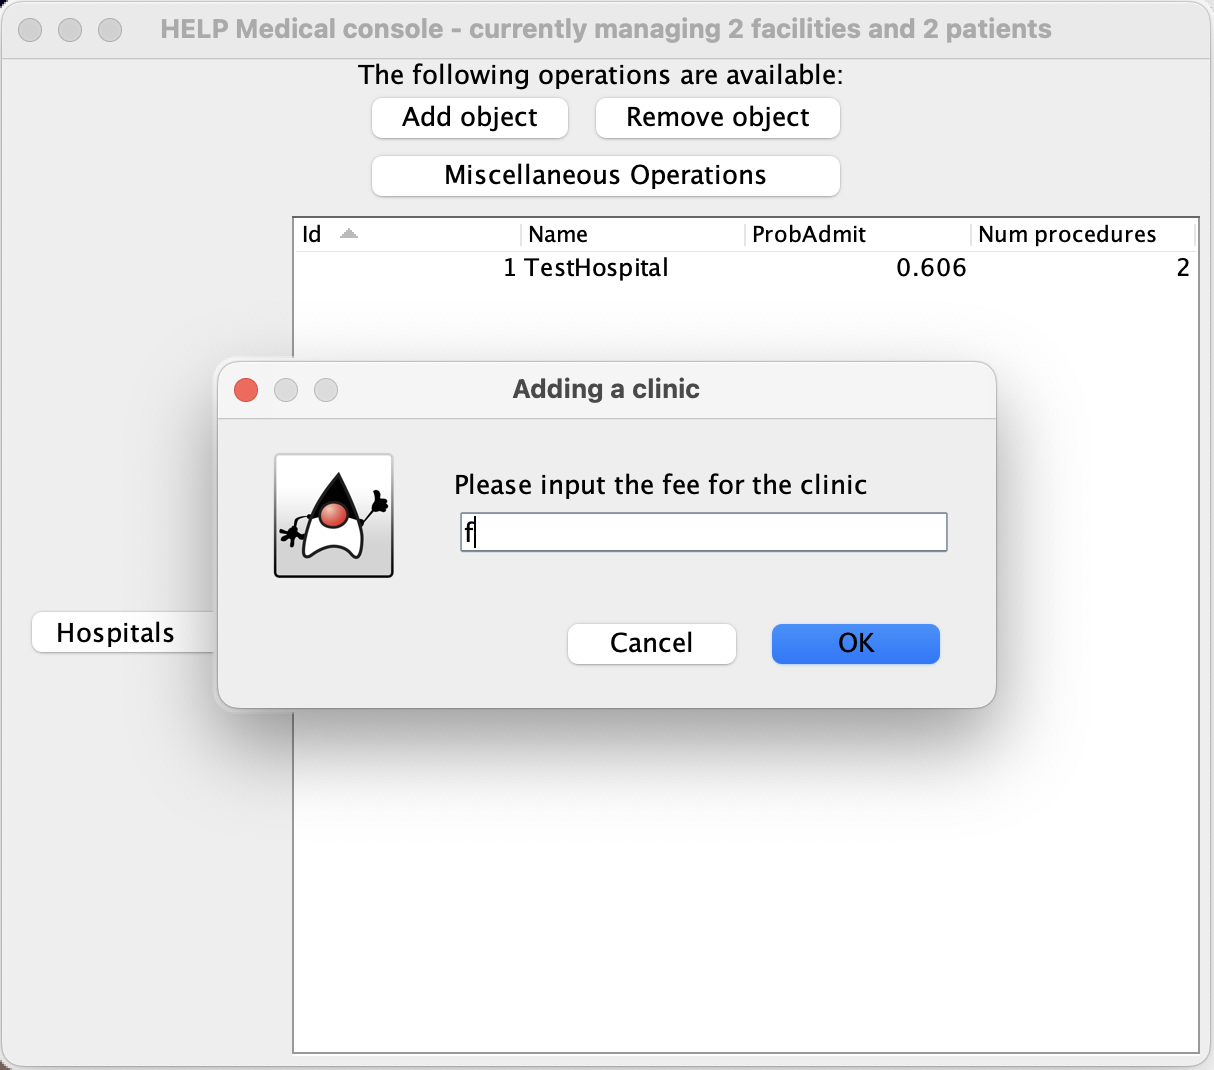 HELP Medical console - currently managing 2 facilities and 2 patients
The following operations are available:
Add object Remove object
Miscellaneous Operations
Id Name ProbAdmit Num procedures
1 TestHospital 0.606 2
Adding a clinic
Please input the fee for the clinic
f
Hospitals
Cancel OK